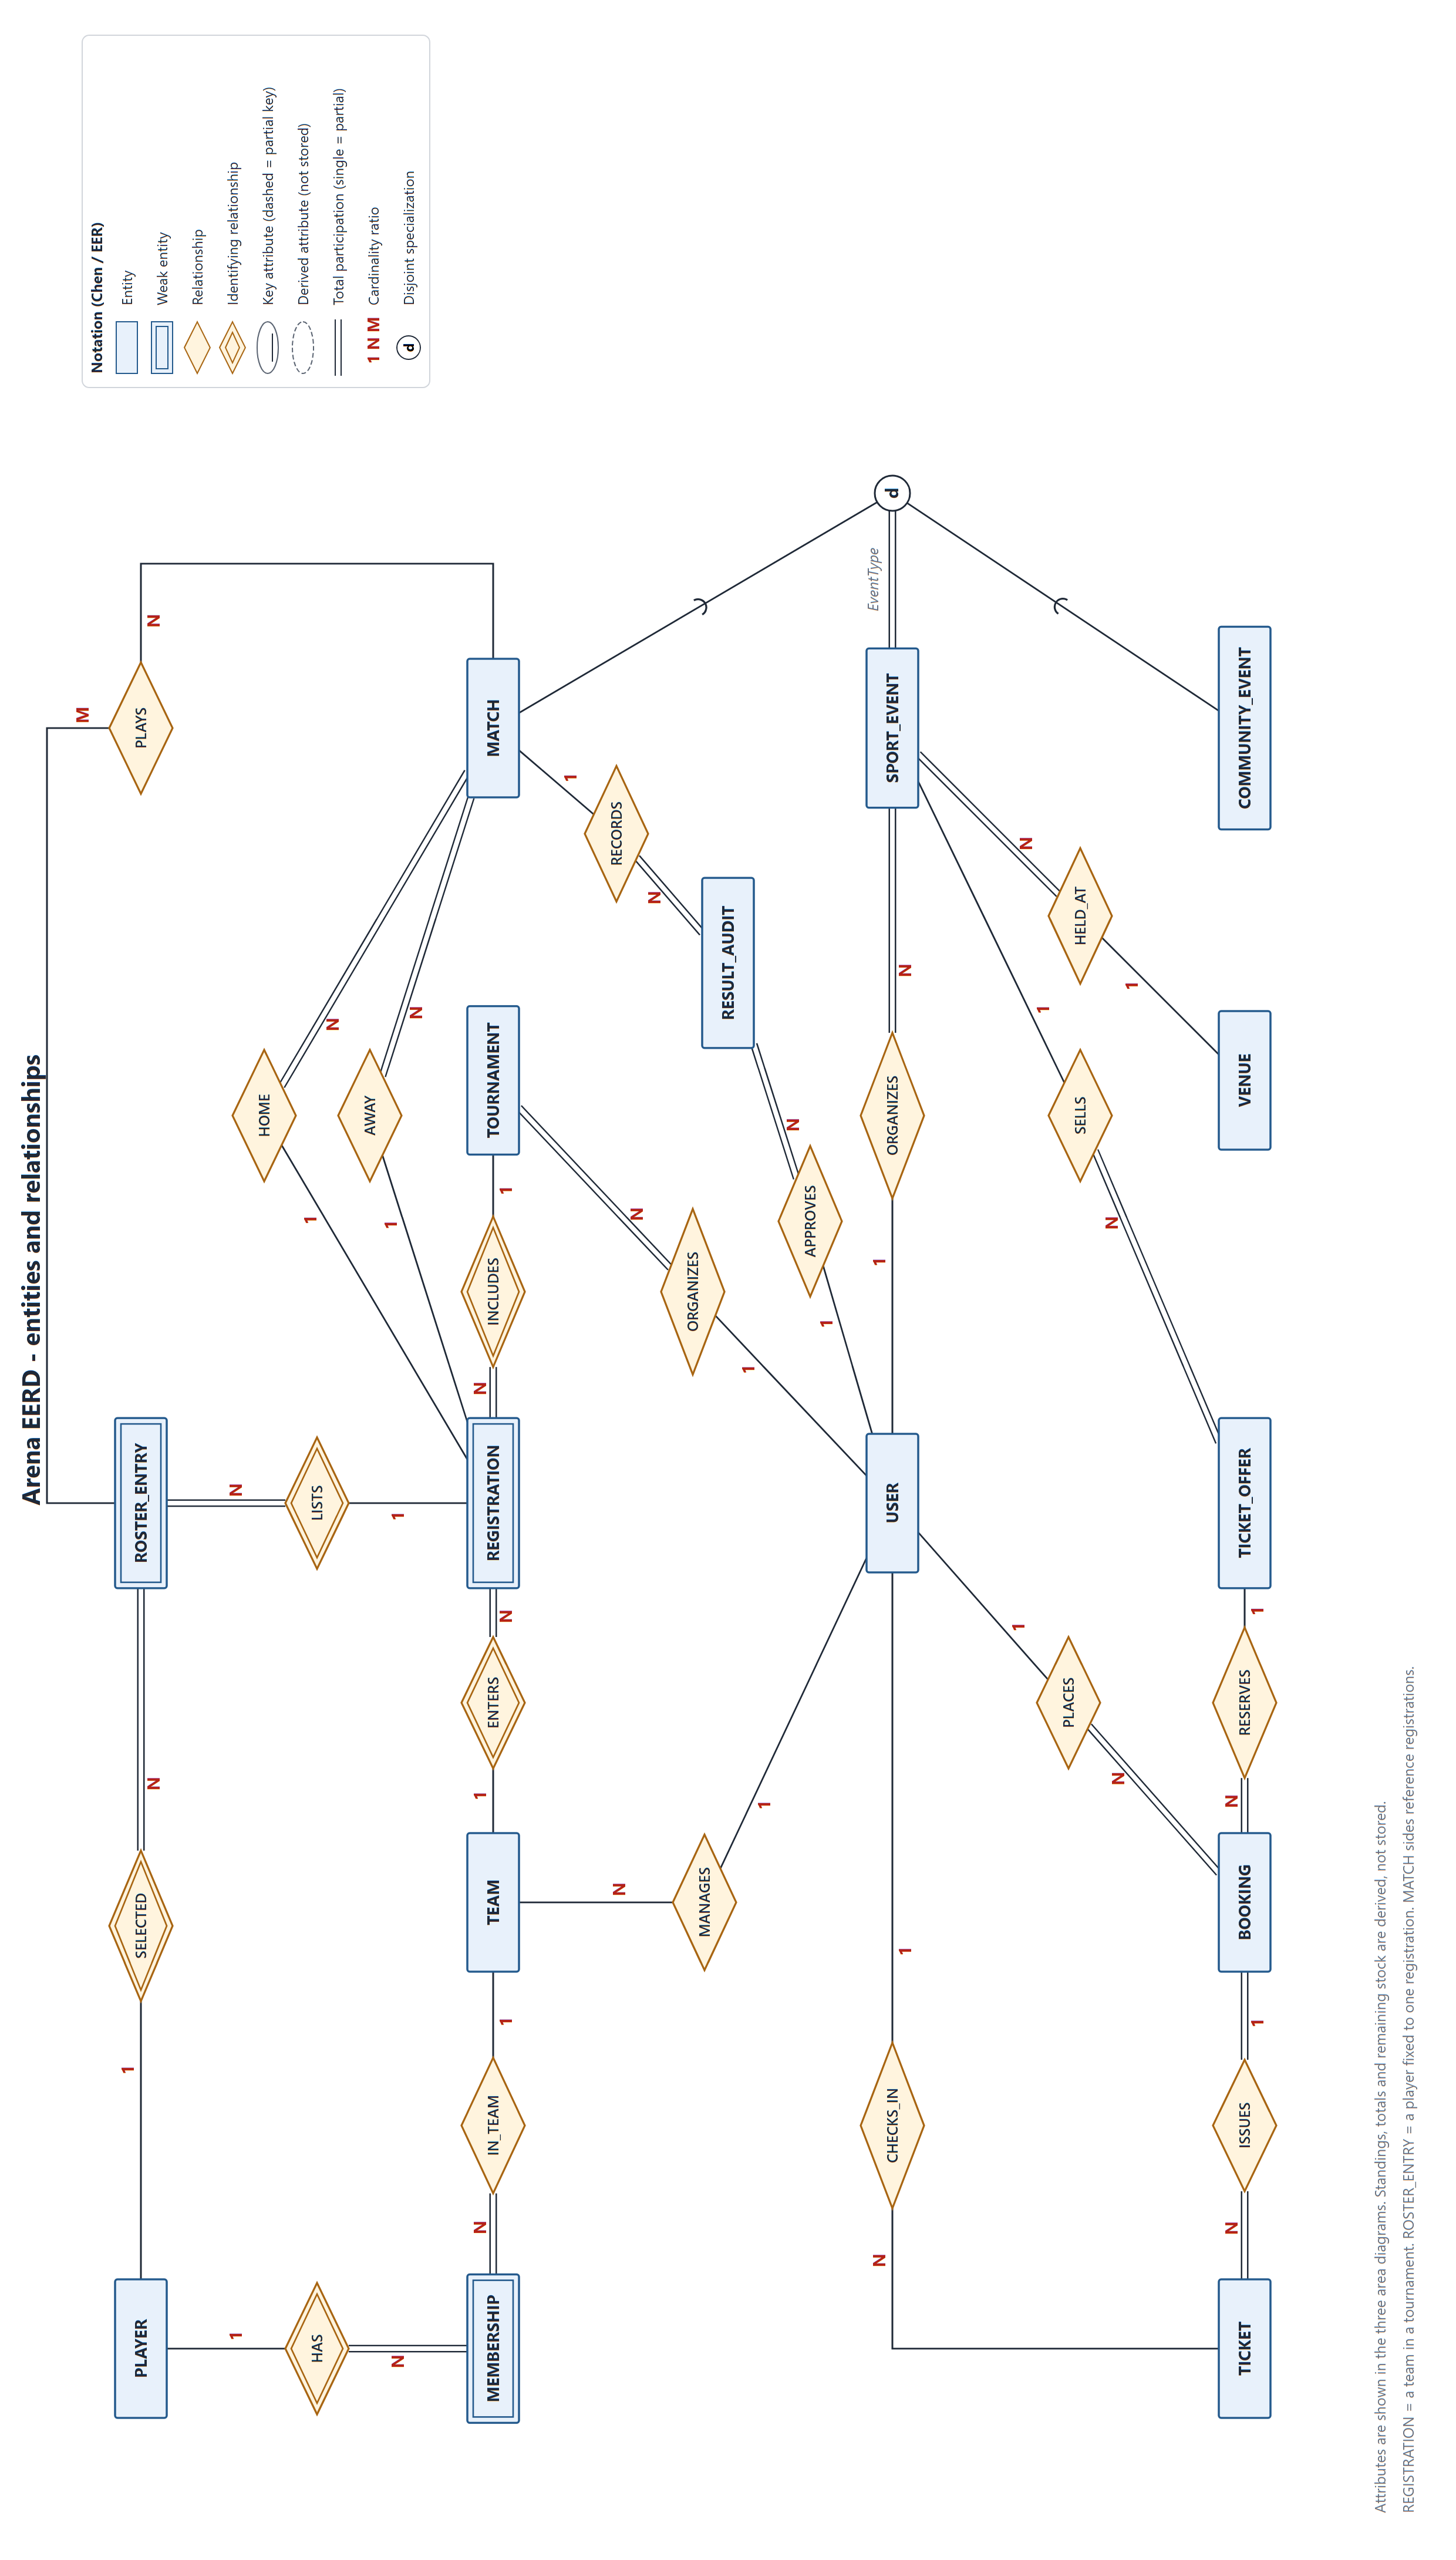 Arena EERD - entities and relationships
Notation (Chen / EER)
Entity
Weak entity
Relationship
Identifying relationship
Key attribute (dashed = partial key)
Derived attribute (not stored)
Total participation (single = partial)
1 N M Cardinality ratio
d Disjoint specialization
M
PLAYER 1 SELECTED N ROSTER_ENTRY PLAYS N
1 N
HOME
1 N
HAS LISTS
AWAY
N 1 1 N
MEMBERSHIP N IN_TEAM 1 TEAM 1 ENTERS N REGISTRATION N INCLUDES 1 TOURNAMENT MATCH
1
RECORDS
N N N
ORGANIZES
MANAGES
RESULT_AUDIT
1 1
N
APPROVES
1
EventType
N CHECKS_IN 1 USER 1 ORGANIZES N SPORT_EVENT d
1 1 N
PLACES SELLS HELD_AT
N N 1
TICKET N ISSUES 1 BOOKING N RESERVES 1 TICKET_OFFER VENUE COMMUNITY_EVENT
Attributes are shown in the three area diagrams. Standings, totals and remaining stock are derived, not stored.
REGISTRATION = a team in a tournament. ROSTER_ENTRY = a player fixed to one registration. MATCH sides reference registrations.